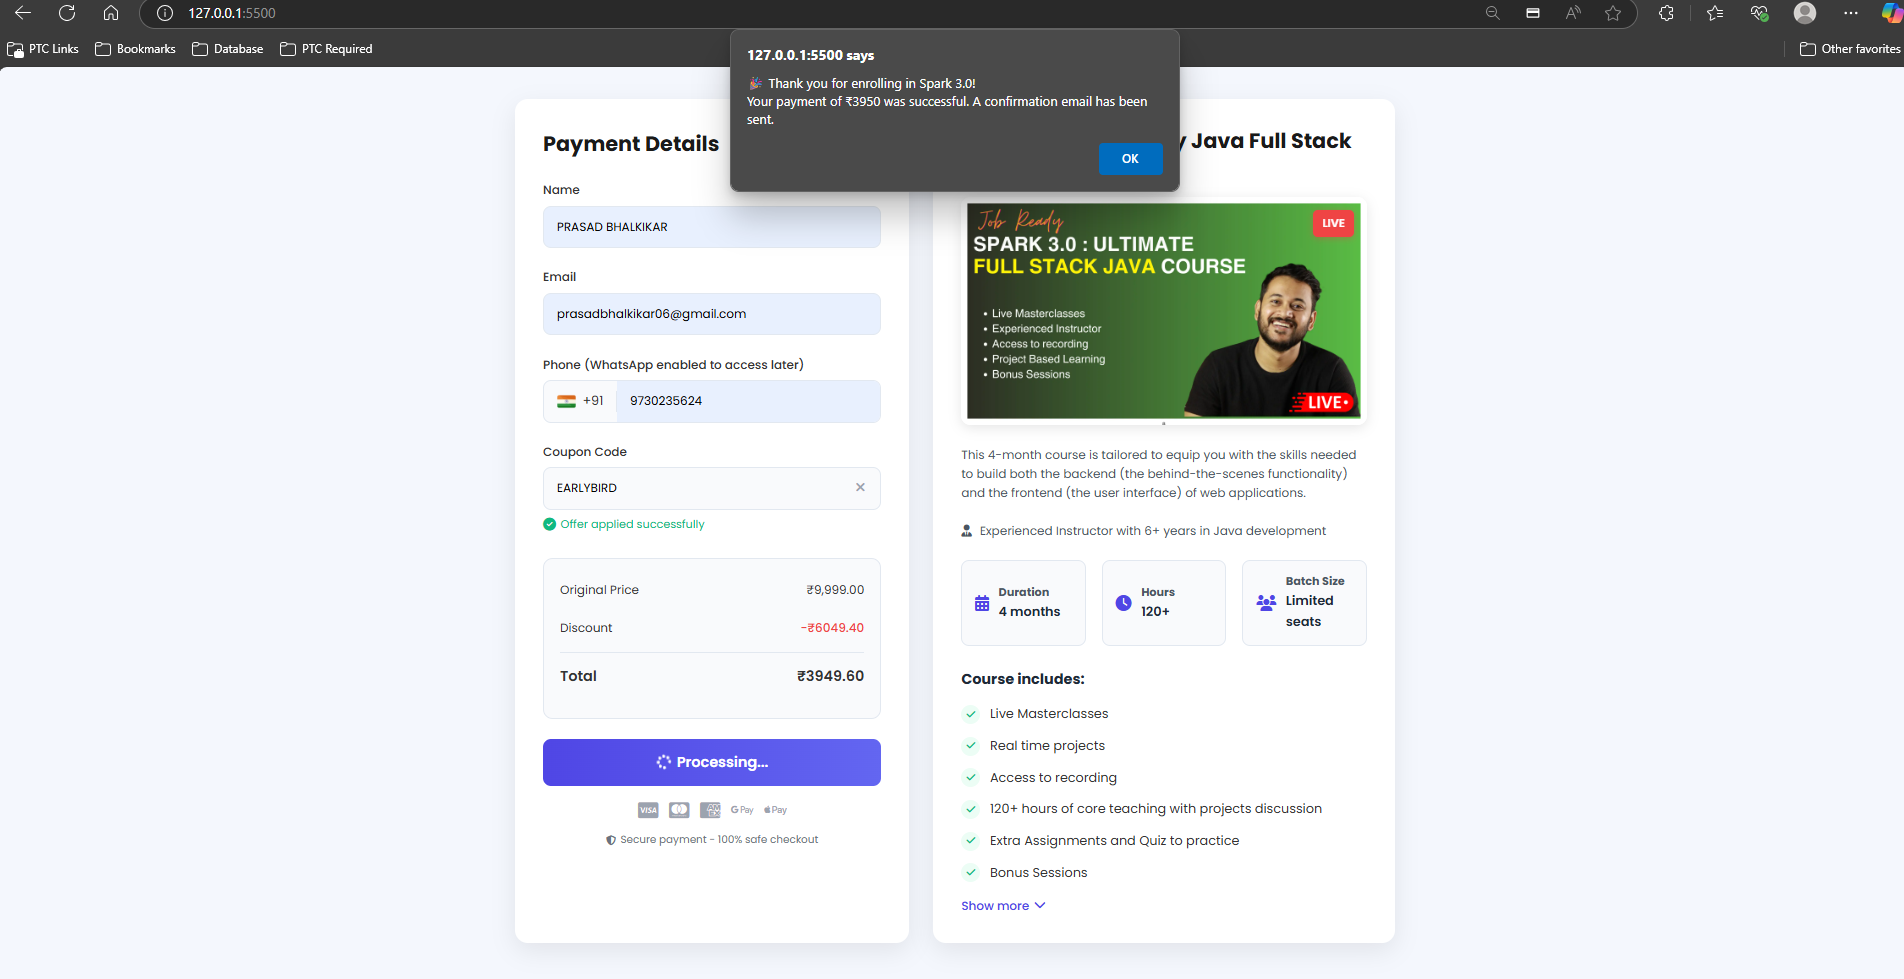 127.0.0.1:5500
PTC Links
Bookmarks
Database
PTC Required
Other favorites
127.0.0.1:5500 says
🎉 Thank you for enrolling in Spark 3.0!
Your payment of ₹3950 was successful. A confirmation email has been
sent.
OK
Payment Details
Name
PRASAD BHALKIKAR
Email
prasadbhalkikar06@gmail.com
Phone (WhatsApp enabled to access later)
+91
9730235624
Coupon Code
EARLYBIRD
Offer applied successfully
Original Price
₹9,999.00
Discount
-₹6049.40
Total
₹3949.60
Processing...
VISA
G Pay
Pay
Secure payment - 100% safe checkout
Java Full Stack
Job Ready
LIVE
SPARK 3.0 : ULTIMATE
FULL STACK JAVA COURSE
• Live Masterclasses
• Experienced Instructor
• Access to recording
• Project Based Learning
• Bonus Sessions
LIVE
This 4-month course is tailored to equip you with the skills needed
to build both the backend (the behind-the-scenes functionality)
and the frontend (the user interface) of web applications.
Experienced Instructor with 6+ years in Java development
Duration
4 months
Hours
120+
Batch Size
Limited
seats
Course includes:
Live Masterclasses
Real time projects
Access to recording
120+ hours of core teaching with projects discussion
Extra Assignments and Quiz to practice
Bonus Sessions
Show more